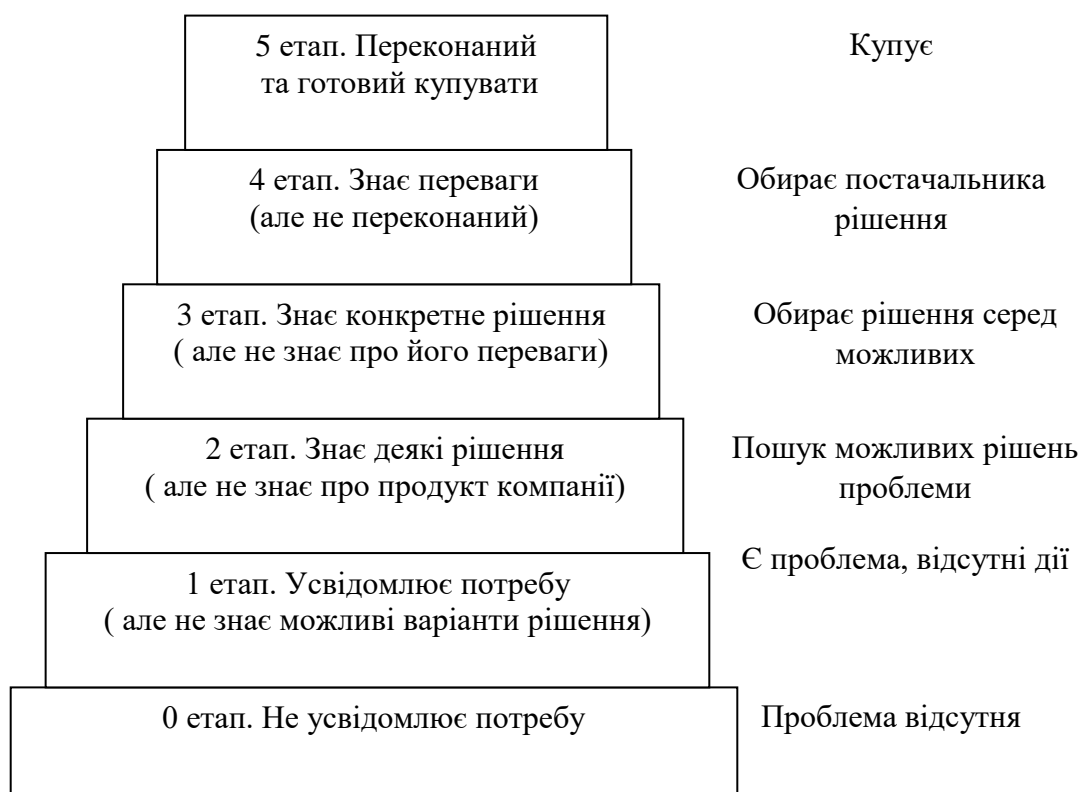 5 етап. Переконаний
та готовий купувати
Купує
4 етап. Знає переваги
(але не переконаний)
Обирає постачальника
рішення
3 етап. Знає конкретне рішення
( але не знає про його переваги)
Обирає рішення серед
можливих
2 етап. Знає деякі рішення
( але не знає про продукт компанії)
Пошук можливих рішень
проблеми
1 етап. Усвідомлює потребу
( але не знає можливі варіанти рішення)
Є проблема, відсутні дії
0 етап. Не усвідомлює потребу
Проблема відсутня